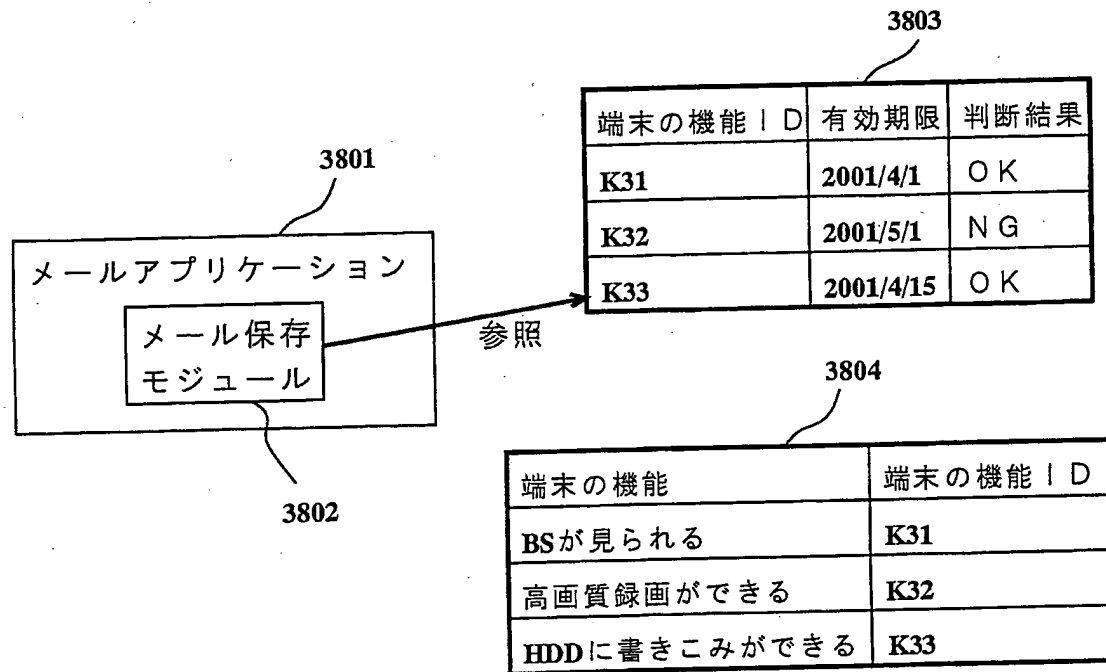 3803
端末の機能ID 有効期限 判断結果
K31 2001/4/1 OK
K32 2001/5/1 NG
K33 2001/4/15 OK
3801
メールアプリケーション
メール保存
モジュール
参照
3802
3804
端末の機能 端末の機能ID
BSが見られる K31
高画質録画ができる K32
HDDに書きこみができる K33